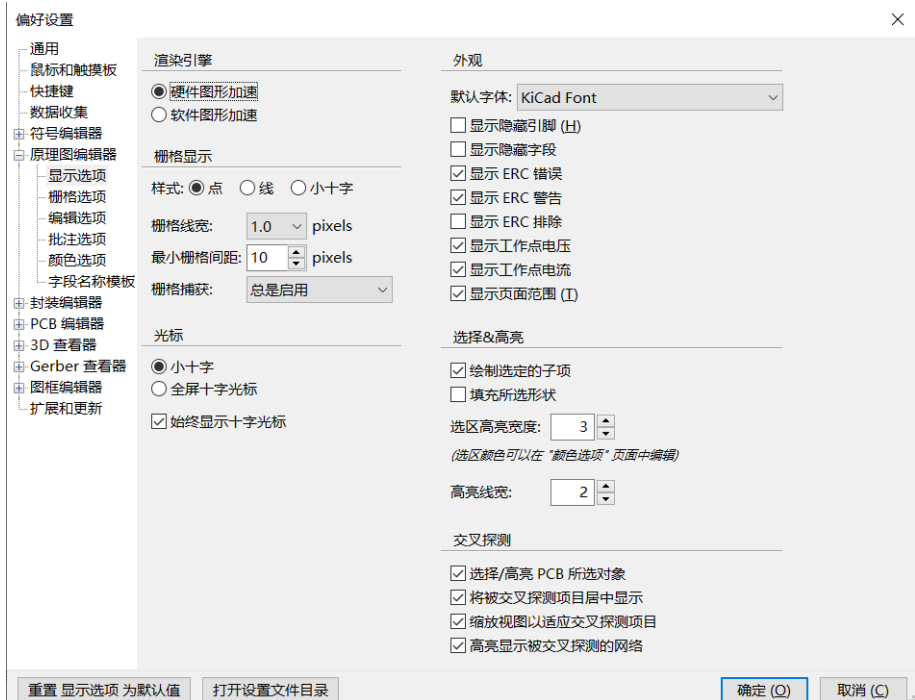 偏好设置
通用
鼠标和触摸板
快捷键
数据收集
符号编辑器
原理图编辑器
显示选项
栅格选项
编辑选项
批注选项
颜色选项
字段名称模板
封装编辑器
PCB 编辑器
3D 查看器
Gerber 查看器
图框编辑器
扩展和更新
渲染引擎
硬件图形加速
软件图形加速
栅格显示
样式: 点 线 小十字
栅格线宽: 1.0 pixels
最小栅格间距: 10 pixels
栅格捕获: 总是启用
光标
小十字
全屏十字光标
始终显示十字光标
外观
默认字体: KiCad Font
显示隐藏引脚 (H)
显示隐藏字段
显示 ERC 错误
显示 ERC 警告
显示 ERC 排除
显示工作点电压
显示工作点电流
显示页面范围 (T)
选择&高亮
绘制选定的子项
填充所选形状
选区高亮宽度: 3
(选区颜色可以在 "颜色选项" 页面中编辑)
高亮线宽: 2
交叉探测
选择/高亮 PCB 所选对象
将被交叉探测项目居中显示
缩放视图以适应交叉探测项目
高亮显示被交叉探测的网络
重置 显示选项 为默认值 打开设置文件目录 确定 (O) 取消 (C)